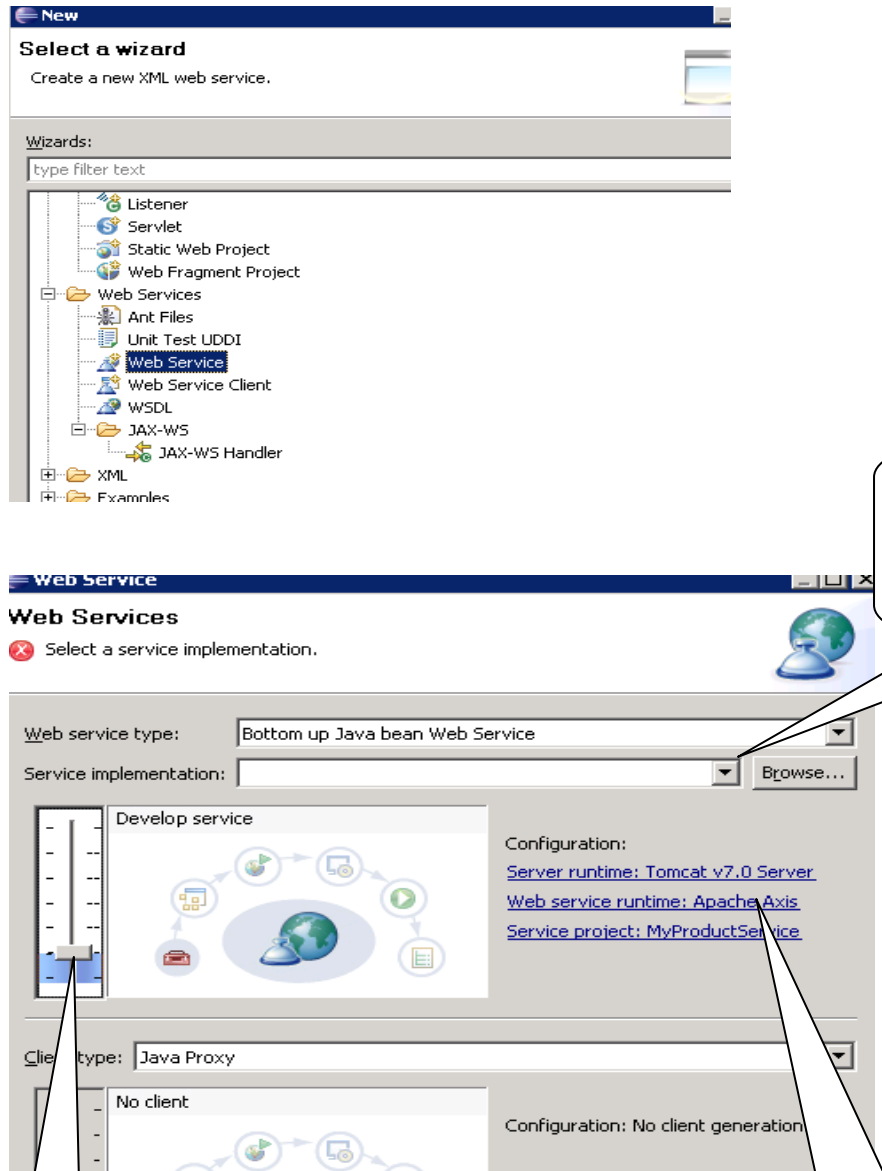 New
Select a wizard
Create a new XML web service.
Wizards:
type filter text
Listener
Servlet
Static Web Project
Web Fragment Project
Web Services
Ant Files
Unit Test UDDI
Web Service
Web Service Client
WSDL
JAX-WS
JAX-WS Handler
XML
Examples
Web Service
Web Services
Select a service implementation.
Web service type: Bottom up Java bean Web Service
Service implementation: Browse...
Develop service
Configuration:
Server runtime: Tomcat v7.0 Server
Web service runtime: Apache Axis
Service project: MyProductService
Client type: Java Proxy
No client
Configuration: No client generation